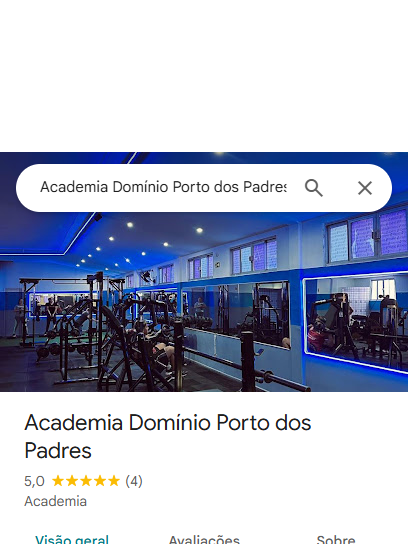 Academia Domínio Porto dos Padres
Academia Domínio Porto dos
Padres
5,0 ★★★★★ (4)
Academia
Visão geral Avaliações Sobre